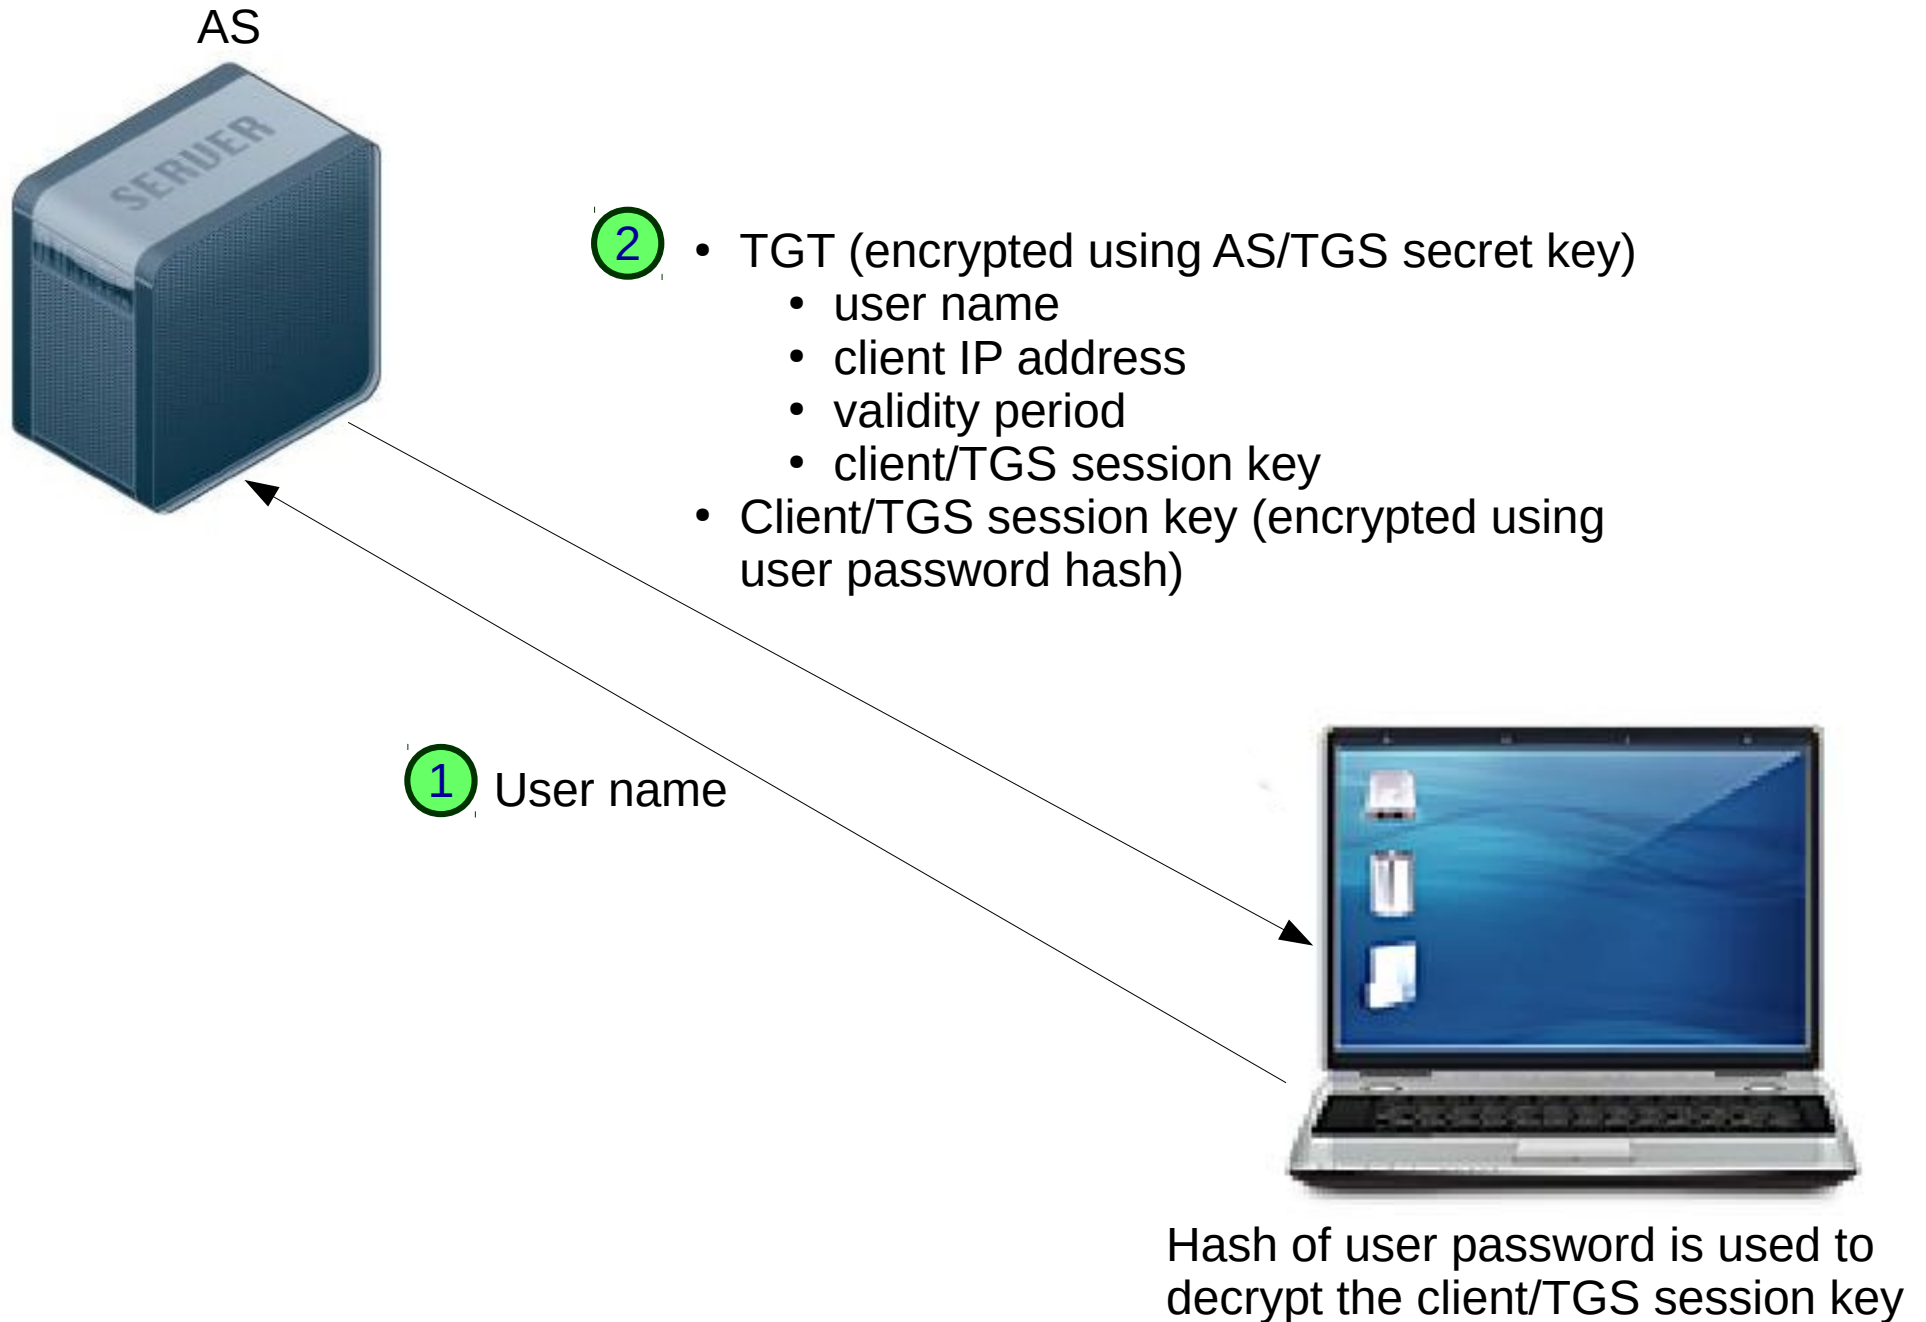 AS
SERVER
2
• TGT (encrypted using AS/TGS secret key)
• user name
• client IP address
• validity period
• client/TGS session key
• Client/TGS session key (encrypted using
user password hash)
1
User name
Hash of user password is used to
decrypt the client/TGS session key